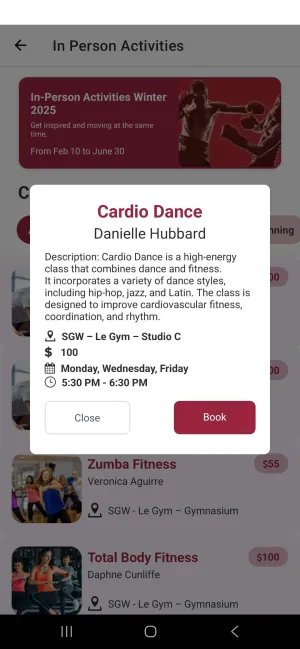 In Person Activities
In-Person Activities Winter
2025
Get inspired and moving at the same
time.
From Feb 10 to June 30
Cardio Dance
Danielle Hubbard
Description: Cardio Dance is a high-energy
class that combines dance and fitness.
It incorporates a variety of dance styles,
including hip-hop, jazz, and Latin. The class is
designed to improve cardiovascular fitness,
coordination, and rhythm.
SGW – Le Gym – Studio C
$ 100
Monday, Wednesday, Friday
5:30 PM - 6:30 PM
Close
Book
Zumba Fitness
$55
Veronica Aguirre
SGW - Le Gym – Gymnasium
Total Body Fitness
$100
Daphne Cunliffe
SGW - Le Gym – Gymnasium